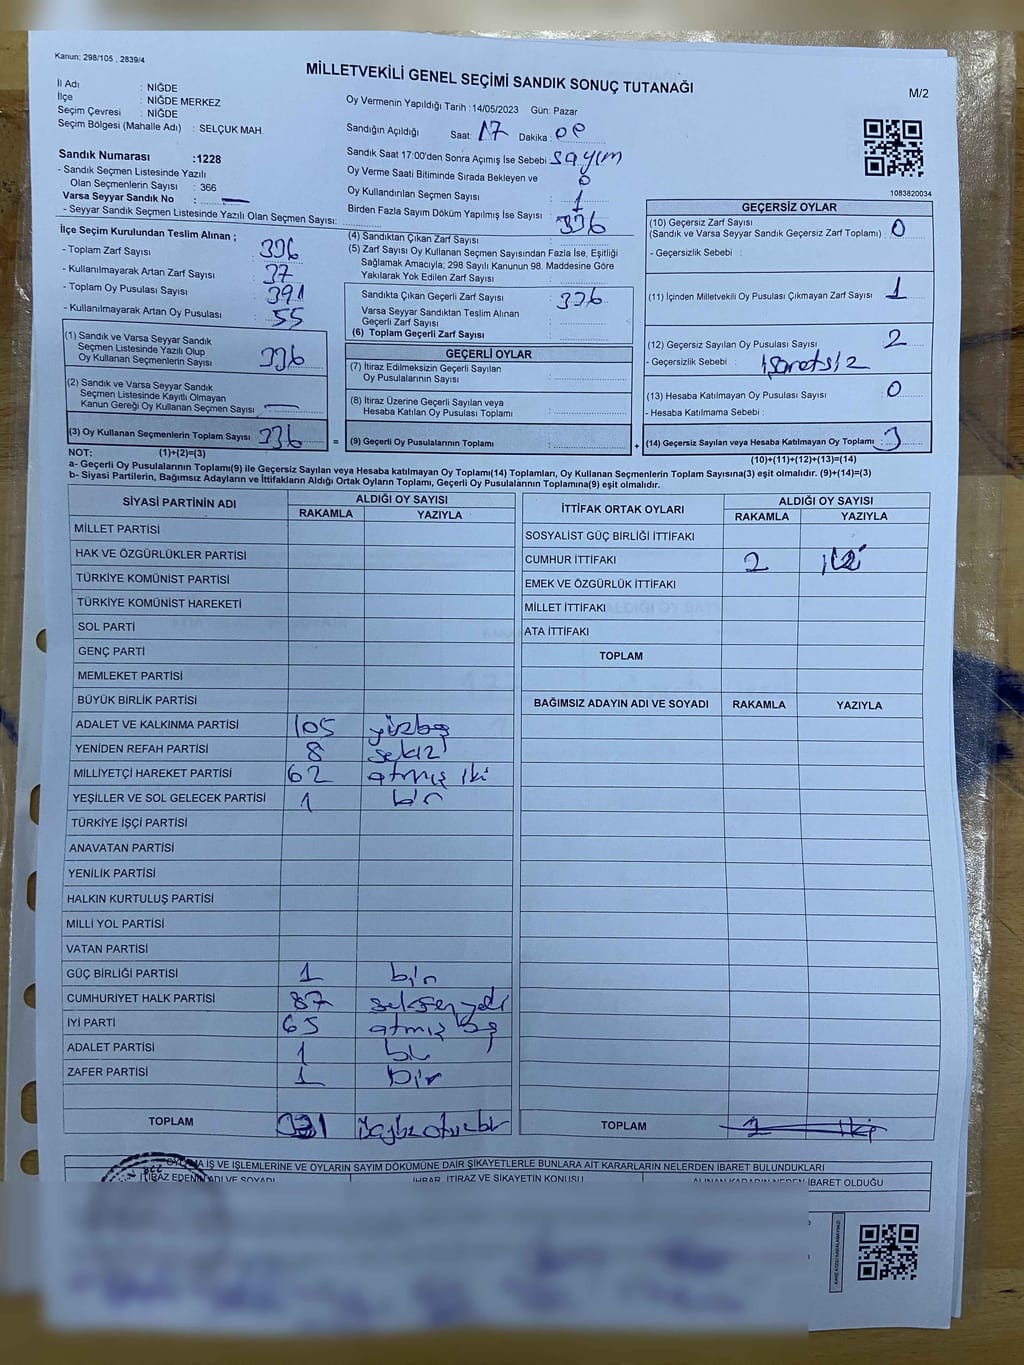 Kanun: 298/105 , 2839/4
MİLLETVEKİLİ GENEL SEÇİMİ SANDIK SONUÇ TUTANAĞI
M/2
İl Adı : NİĞDE
İlçe : NİĞDE MERKEZ
Seçim Çevresi : NİĞDE
Seçim Bölgesi (Mahalle Adı) : SELÇUK MAH.
Sandık Numarası :1228
- Sandık Seçmen Listesinde Yazılı
Olan Seçmenlerin Sayısı : 366
Varsa Seyyar Sandık No : —
- Seyyar Sandık Seçmen Listesinde Yazılı Olan Seçmen Sayısı:
Oy Vermenin Yapıldığı Tarih :14/05/2023 Gün: Pazar
Sandığın Açıldığı Saat: 17 Dakika:
Sandık Saat 17:00'den Sonra Açımış İse Sebebi : sayım
Oy Verme Saati Bitiminde Sırada Bekleyen ve
Oy Kullandırılan Seçmen Sayısı : 0
Birden Fazla Sayım Döküm Yapılmış İse Sayısı : 1
1083820034
İlçe Seçim Kurulundan Teslim Alınan ;
- Toplam Zarf Sayısı
- Kullanılmayarak Artan Zarf Sayısı : 37
- Toplam Oy Pusulası Sayısı : 391
- Kullanılmayarak Artan Oy Pusulası : 55
(1) Sandık ve Varsa Seyyar Sandık
Seçmen Listesinde Yazılı Olup
Oy Kullanan Seçmenlerin Sayısı : 336
(2) Sandık ve Varsa Seyyar Sandık
Seçmen Listesinde Kayıtlı Olmayan
Kanun Gereği Oy Kullanan Seçmen Sayısı : —
(3) Oy Kullanan Seçmenlerin Toplam Sayısı : 336
(1)+(2)=(3)
(4) Sandıktan Çıkan Zarf Sayısı : 336
(5) Zarf Sayısı Oy Kullanan Seçmen Sayısından Fazla İse, Eşitliği
Sağlamak Amacıyla; 298 Sayılı Kanunun 98. Maddesine Göre
Yakılarak Yok Edilen Zarf Sayısı :
Sandıkta Çıkan Geçerli Zarf Sayısı : 336
Varsa Seyyar Sandıktan Teslim Alınan
Geçerli Zarf Sayısı :
(6) Toplam Geçerli Zarf Sayısı :
GEÇERLİ OYLAR
(7) İtiraz Edilmeksizin Geçerli Sayılan
Oy Pusulalarının Sayısı :
(8) İtiraz Üzerine Geçerli Sayılan veya
Hesaba Katılan Oy Pusulası Toplamı :
= (9) Geçerli Oy Pusulalarının Toplamı : +
GEÇERSİZ OYLAR
(10) Geçersiz Zarf Sayısı
(Sandık ve Varsa Seyyar Sandık Geçersiz Zarf Toplamı) : 0
- Geçersizlik Sebebi :
(11) İçinden Milletvekili Oy Pusulası Çıkmayan Zarf Sayısı : 1
(12) Geçersiz Sayılan Oy Pusulası Sayısı : 2
- Geçersizlik Sebebi : işaretsiz
(13) Hesaba Katılmayan Oy Pusulası Sayısı : 0
- Hesaba Katılmama Sebebi :
(14) Geçersiz Sayılan veya Hesaba Katılmayan Oy Toplamı : 3
(10)+(11)+(12)+(13)=(14)
NOT:
a- Geçerli Oy Pusulalarının Toplamı(9) ile Geçersiz Sayılan veya Hesaba katılmayan Oy Toplam(14) Toplamları, Oy Kullanan Seçmenlerin Toplam Sayısına(3) eşit olmalıdır. (9)+(14)=(3)
b- Siyasi Partilerin, Bağımsız Adayların ve İttifakların Aldığı Ortak Oyların Toplamı, Geçerli Oy Pusulalarının Toplamına(9) eşit olmalıdır.
SİYASİ PARTİNİN ADI ALDIĞI OY SAYISI
RAKAMLA YAZIYLA
MİLLET PARTİSİ
HAK VE ÖZGÜRLÜKLER PARTİSİ
TÜRKİYE KOMÜNİST PARTİSİ
TÜRKİYE KOMÜNİST HAREKETİ
SOL PARTİ
GENÇ PARTİ
MEMLEKET PARTİSİ
BÜYÜK BİRLİK PARTİSİ
ADALET VE KALKINMA PARTİSİ 105 yüzbeş
YENİDEN REFAH PARTİSİ 8 sekiz
MİLLİYETÇİ HAREKET PARTİSİ 62 atmış iki
YEŞİLLER VE SOL GELECEK PARTİSİ 1 bir
TÜRKİYE İŞÇİ PARTİSİ
ANAVATAN PARTİSİ
YENİLİK PARTİSİ
HALKIN KURTULUŞ PARTİSİ
MİLLİ YOL PARTİSİ
VATAN PARTİSİ
GÜÇ BİRLİĞİ PARTİSİ 1 bir
CUMHURİYET HALK PARTİSİ 87 seksen yedi
İYİ PARTİ 65 atmış beş
ADALET PARTİSİ 1 bir
ZAFER PARTİSİ 1 bir
TOPLAM 331
İTTİFAK ORTAK OYLARI ALDIĞI OY SAYISI
RAKAMLA YAZIYLA
SOSYALİST GÜÇ BİRLİĞİ İTTİFAKI
CUMHUR İTTİFAKI 2 iki
EMEK VE ÖZGÜRLÜK İTTİFAKI
MİLLET İTTİFAKI
ATA İTTİFAKI
TOPLAM
BAĞIMSIZ ADAYIN ADI VE SOYADI RAKAMLA YAZIYLA
TOPLAM 2 iki
OYLAMA İŞ VE İŞLEMLERİNE VE OYLARIN SAYIM DÖKÜMÜNE DAİR ŞİKAYETLERLE BUNLARA AİT KARARLARIN NELERDEN İBARET BULUNDUKLARI
İTİRAZ EDENİN ADI VE SOYADI İHBAR, İTİRAZ VE ŞİKAYETİN KONUSU ALINAN KARARIN NEDEN İBARET OLDUĞU